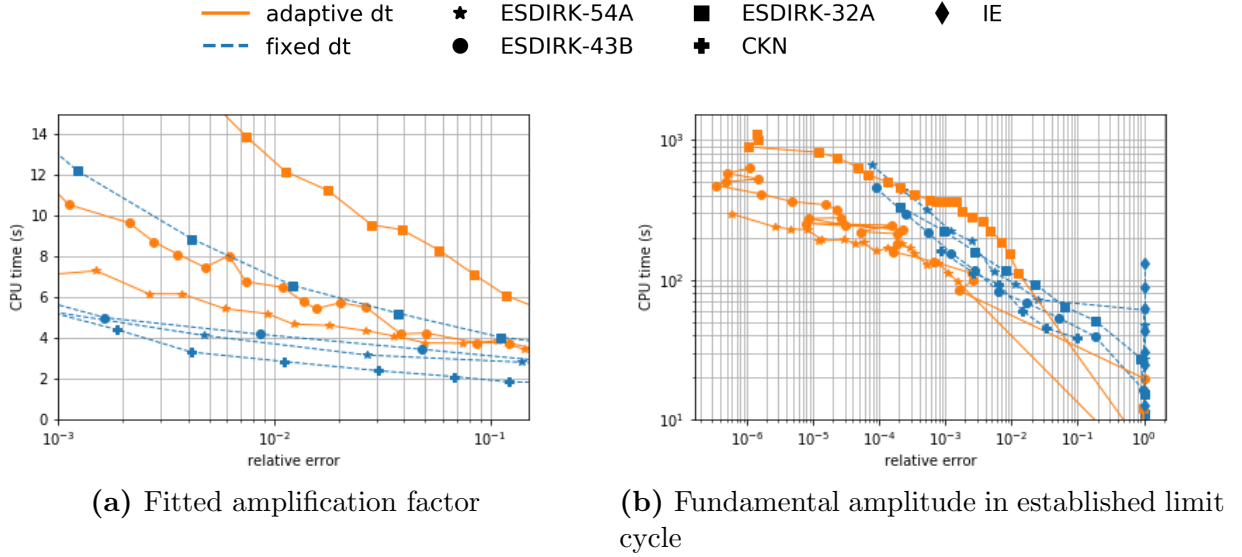 adaptive dt ESDIRK-54A ESDIRK-32A IE
fixed dt ESDIRK-43B CKN
14
12
10
8
6
4
2
0
CPU time (s)
10⁻³ 10⁻² 10⁻¹
relative error
(a) Fitted amplification factor
10³
10²
10¹
CPU time (s)
10⁻⁶ 10⁻⁵ 10⁻⁴ 10⁻³ 10⁻² 10⁻¹ 10⁰
relative error
(b) Fundamental amplitude in established limit
cycle